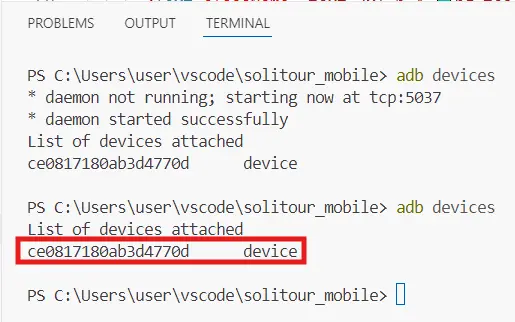 PROBLEMS OUTPUT TERMINAL
PS C:\Users\user\vscode\solitour_mobile> adb devices
* daemon not running; starting now at tcp:5037
* daemon started successfully
List of devices attached
ce0817180ab3d4770d device
PS C:\Users\user\vscode\solitour_mobile> adb devices
List of devices attached
ce0817180ab3d4770d device
PS C:\Users\user\vscode\solitour_mobile>